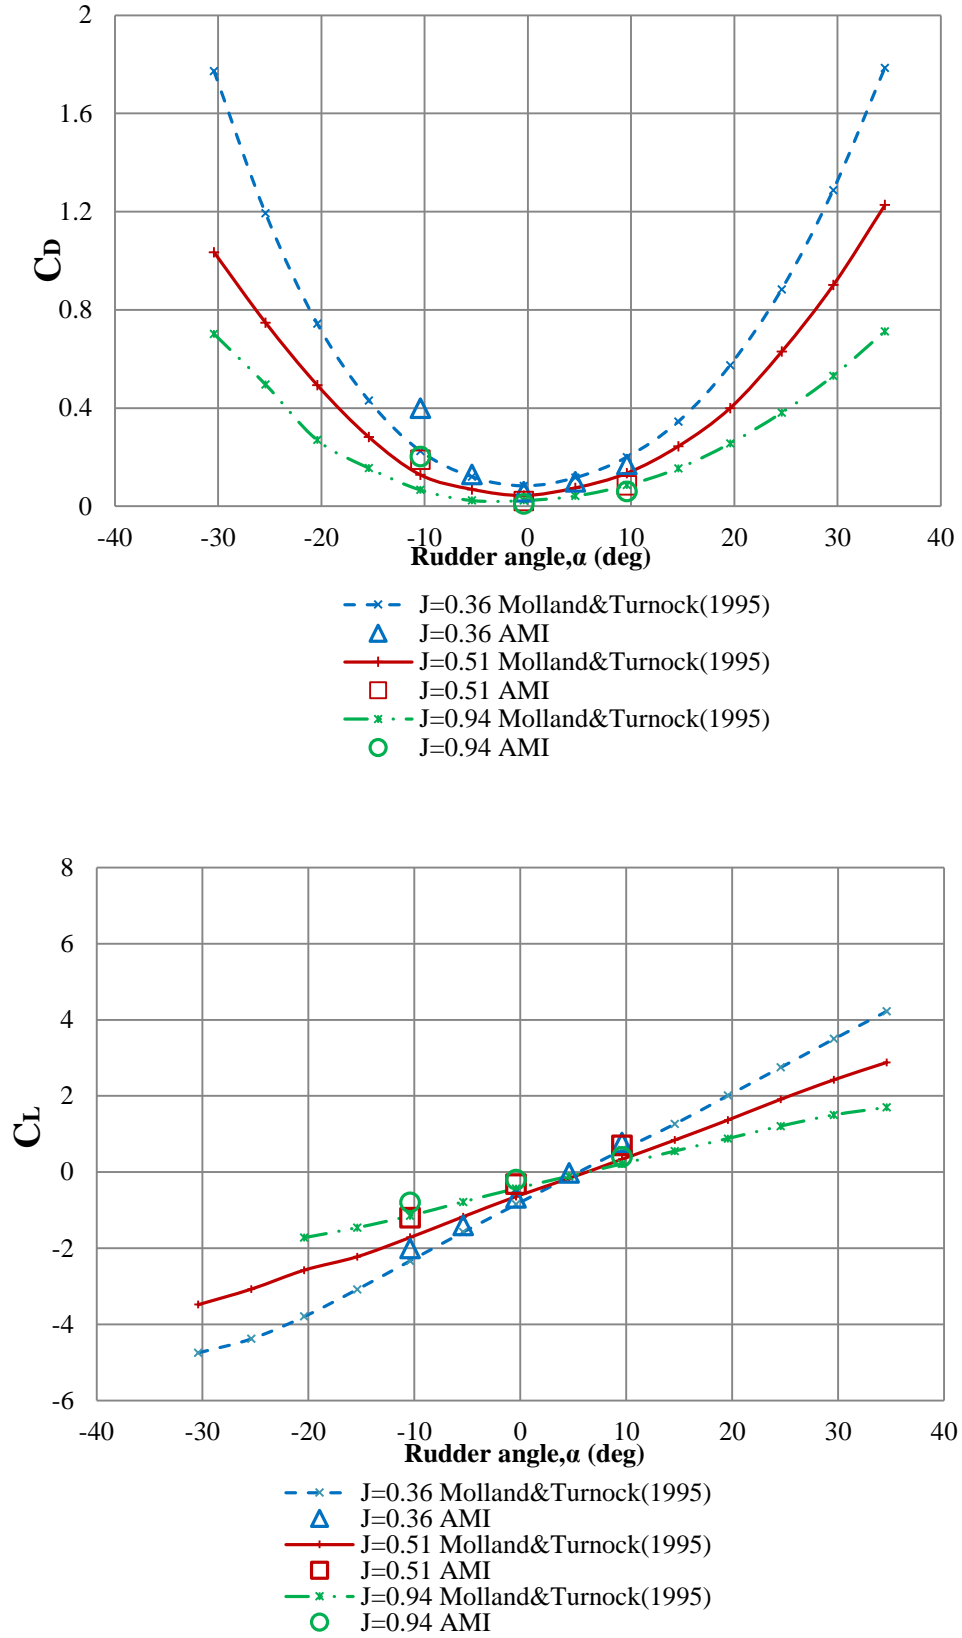 2
1.6
1.2
0.8
0.4
0
CD
-40 -30 -20 -10 0 10 20 30 40
Rudder angle,α (deg)
J=0.36 Molland&Turnock(1995)
J=0.36 AMI
J=0.51 Molland&Turnock(1995)
J=0.51 AMI
J=0.94 Molland&Turnock(1995)
J=0.94 AMI
8
6
4
2
0
-2
-4
-6
CL
-40 -30 -20 -10 0 10 20 30 40
Rudder angle,α (deg)
J=0.36 Molland&Turnock(1995)
J=0.36 AMI
J=0.51 Molland&Turnock(1995)
J=0.51 AMI
J=0.94 Molland&Turnock(1995)
J=0.94 AMI